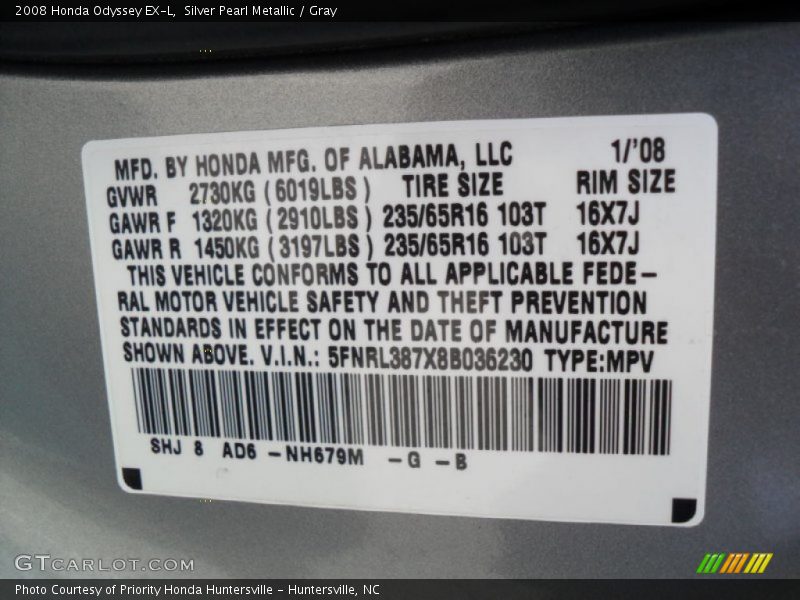 2008 Honda Odyssey EX-L, Silver Pearl Metallic / Gray
MFD. BY HONDA MFG. OF ALABAMA, LLC 1/'08
GVWR 2730KG (6019LBS) TIRE SIZE RIM SIZE
GAWR F 1320KG (2910LBS) 235/65R16 103T 16X7J
GAWR R 1450KG (3197LBS) 235/65R16 103T 16X7J
THIS VEHICLE CONFORMS TO ALL APPLICABLE FEDE-
RAL MOTOR VEHICLE SAFETY AND THEFT PREVENTION
STANDARDS IN EFFECT ON THE DATE OF MANUFACTURE
SHOWN ABOVE. V.I.N.: 5FNRL387X8B036230 TYPE:MPV
SHJ 8 AD6 -NH679M -G -B
GTCARLOT.COM
Photo Courtesy of Priority Honda Huntersville - Huntersville, NC